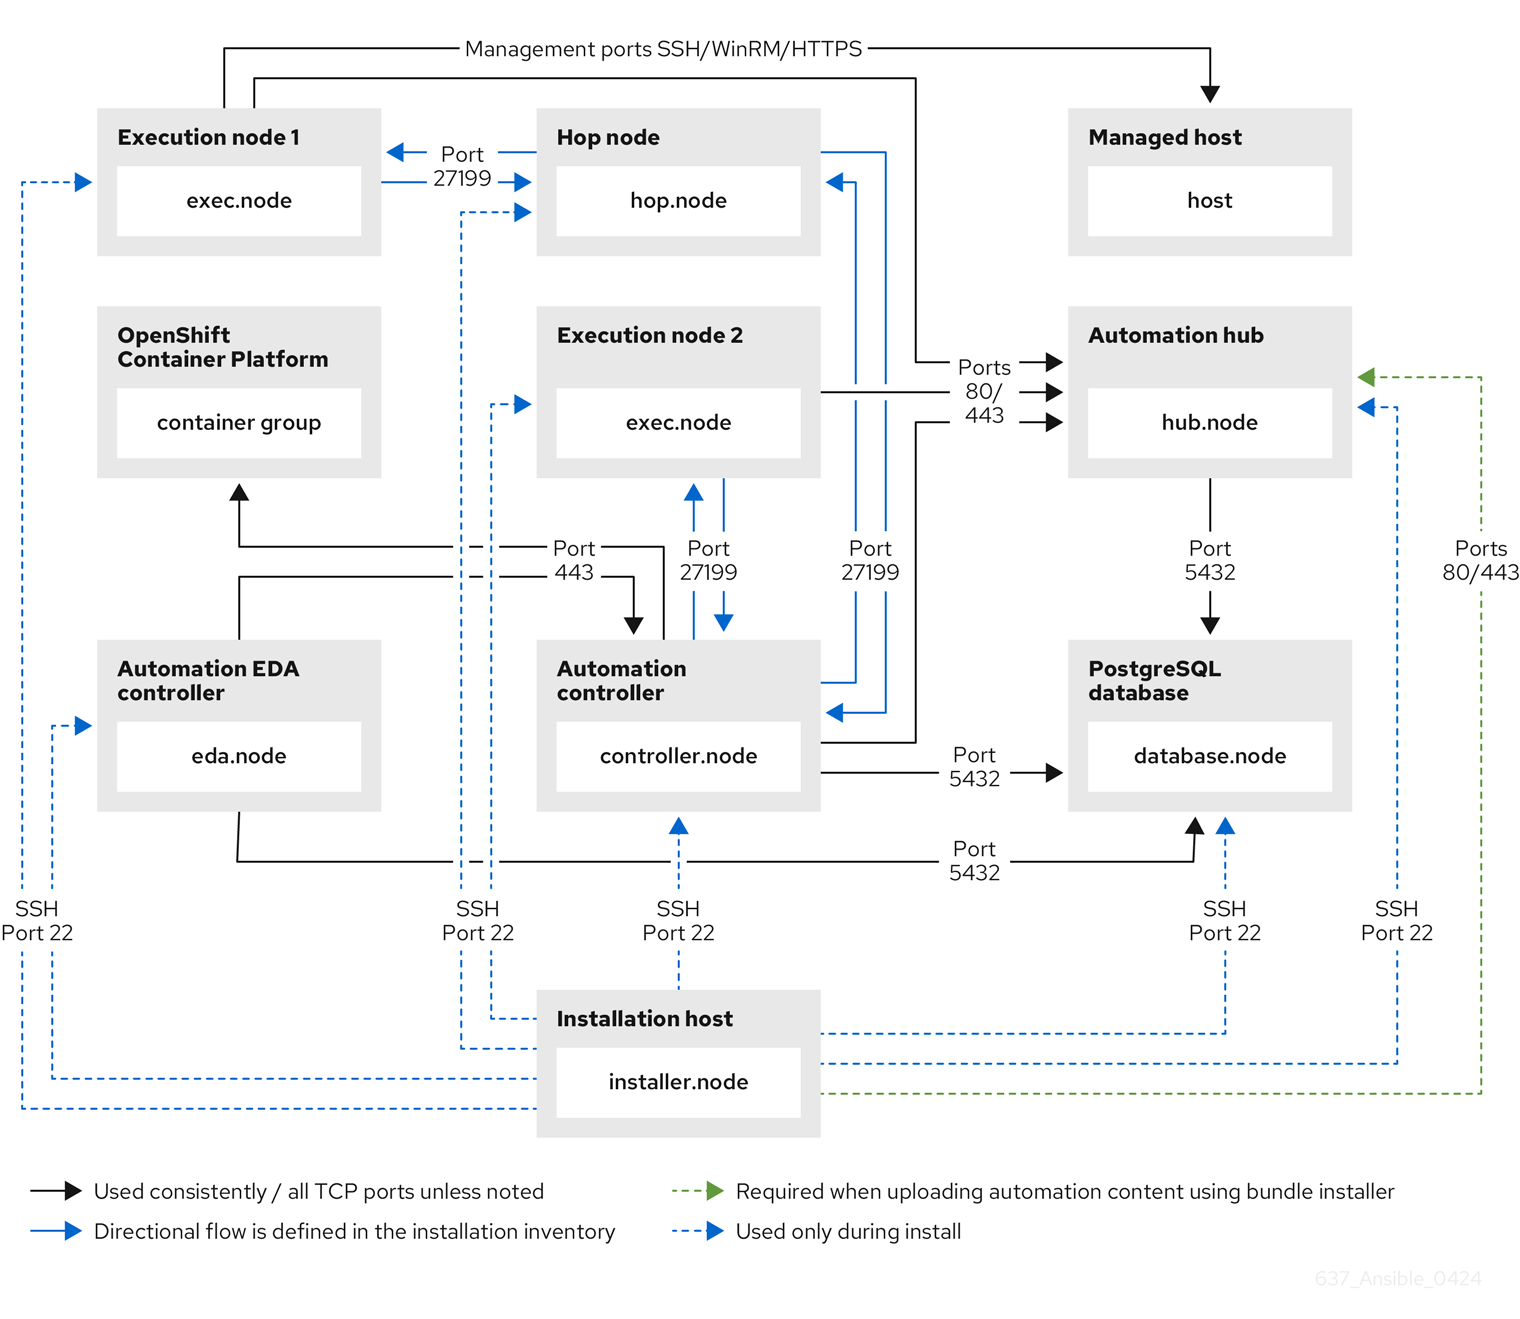 Management ports SSH/WinRM/HTTPS
Execution node 1
exec.node
Port
27199
Hop node
hop.node
Managed host
host
OpenShift
Container Platform
container group
Execution node 2
exec.node
Ports
80/
443
Automation hub
hub.node
Port
443
Port
27199
Port
27199
Port
5432
Ports
80/443
Automation EDA
controller
eda.node
Automation
controller
controller.node
Port
5432
PostgreSQL
database
database.node
Port
5432
SSH
Port 22
SSH
Port 22
SSH
Port 22
SSH
Port 22
SSH
Port 22
Installation host
installer.node
Used consistently / all TCP ports unless noted
Required when uploading automation content using bundle installer
Directional flow is defined in the installation inventory
Used only during install
637_Ansible_0424